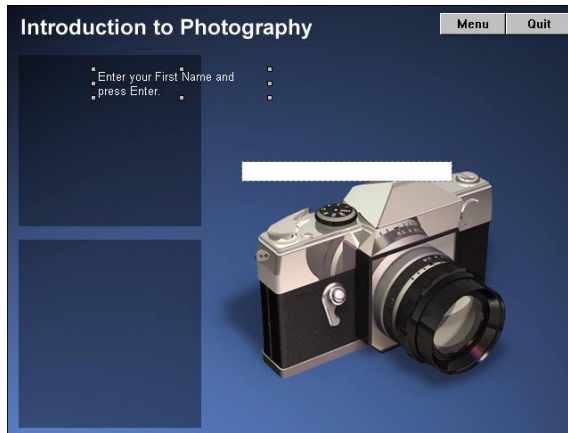 Introduction to Photography
Menu
Quit
Enter your First Name and
press Enter.